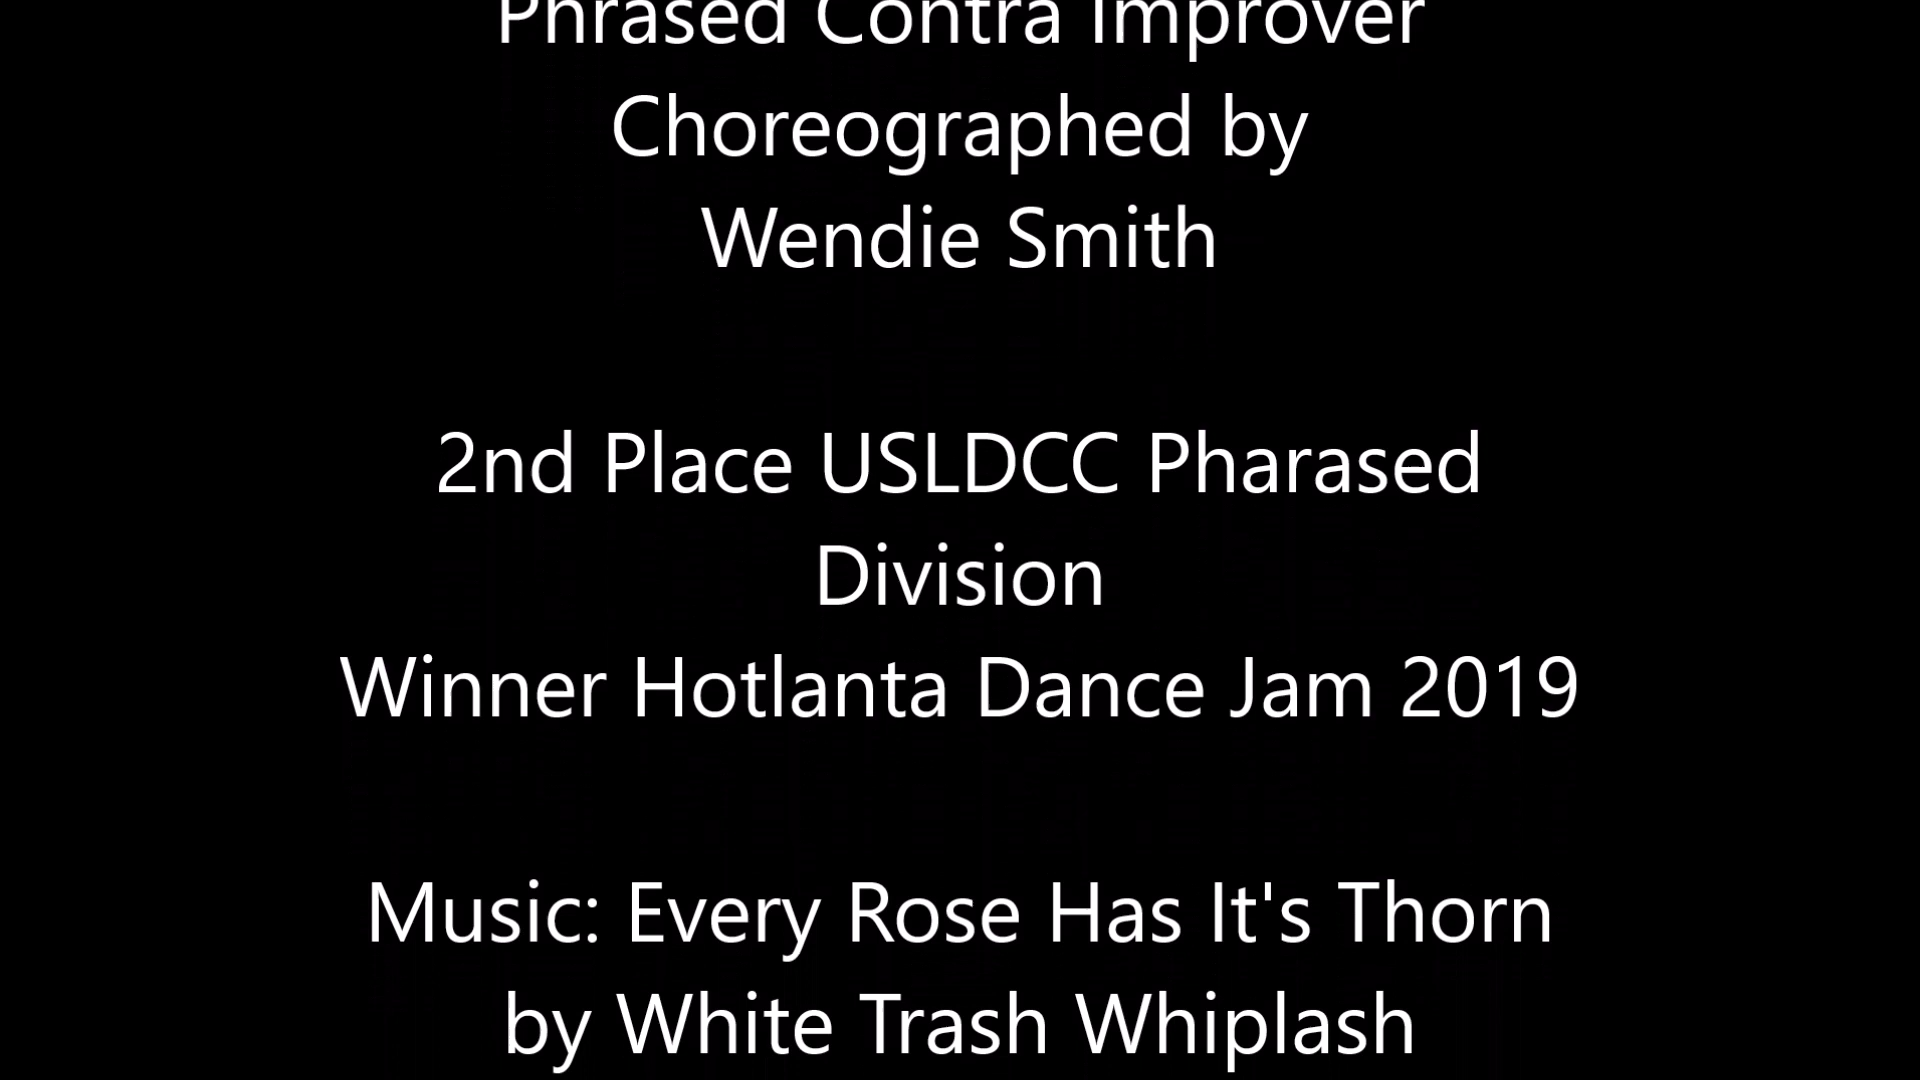 Phrased Contra Improver
Choreographed by
Wendie Smith
2nd Place USLDCC Pharased
Division
Winner Hotlanta Dance Jam 2019
Music: Every Rose Has It's Thorn
by White Trash Whiplash